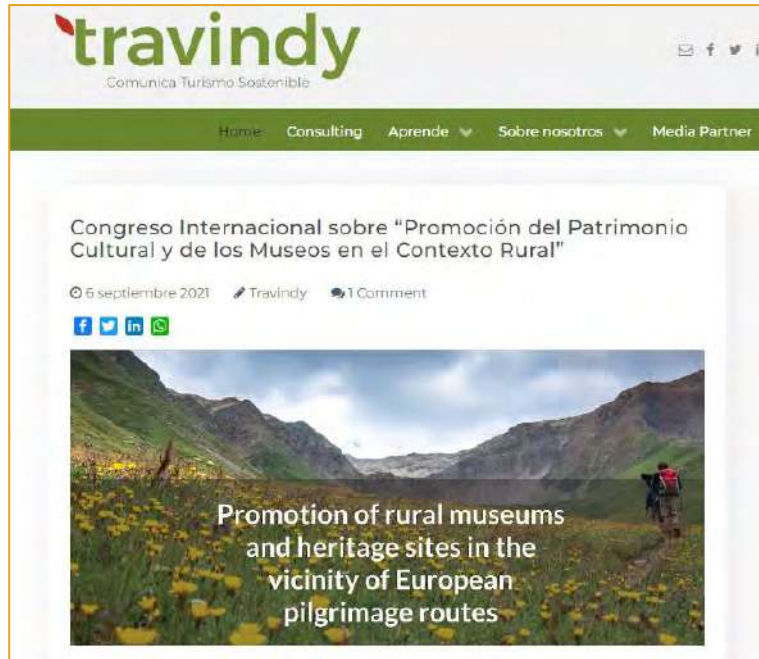 travindy
Comunica Turismo Sostenible
Home Consulting Aprende Sobre nosotros Media Partner
Congreso Internacional sobre “Promoción del Patrimonio
Cultural y de los Museos en el Contexto Rural”
6 septiembre 2021 Travindy 1 Comment
Promotion of rural museums
and heritage sites in the
vicinity of European
pilgrimage routes